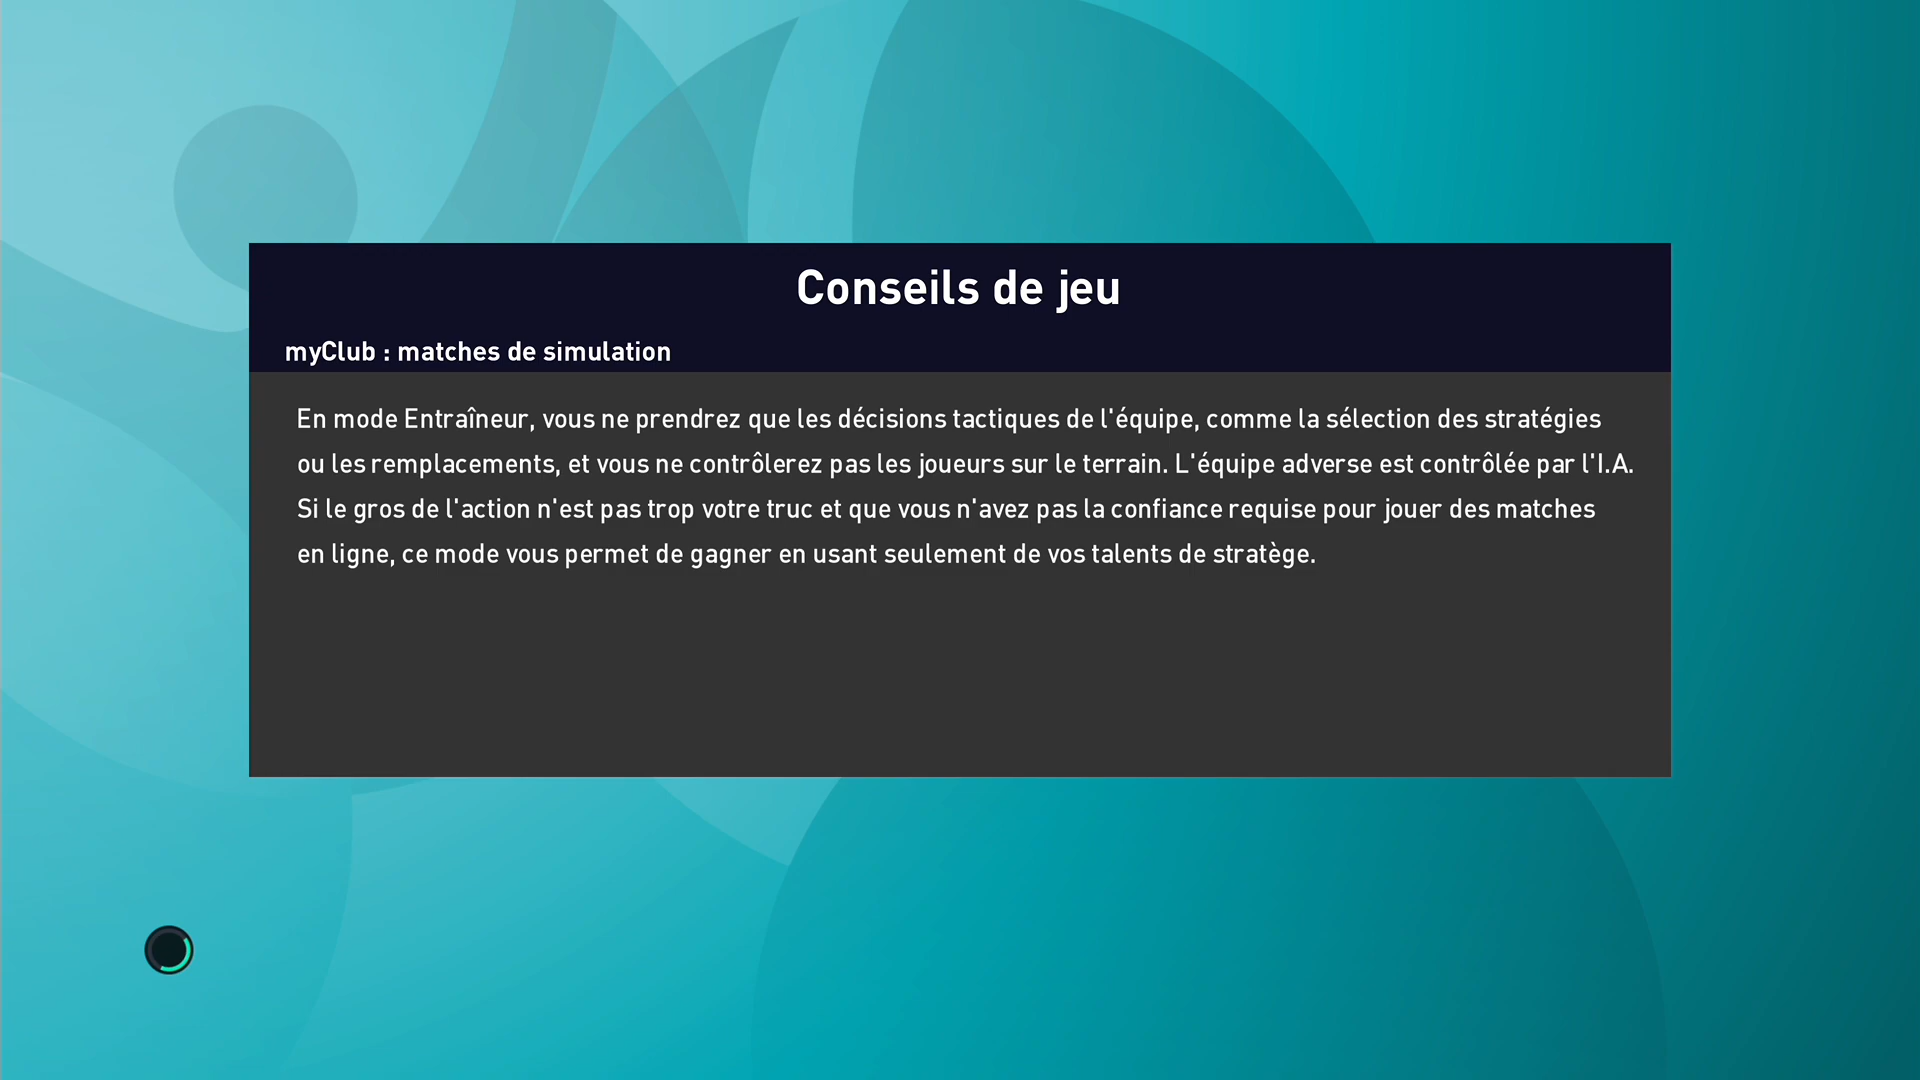 Conseils de jeu
myClub : matches de simulation
En mode Entraîneur, vous ne prendrez que les décisions tactiques de l'équipe, comme la sélection des stratégies
ou les remplacements, et vous ne contrôlerez pas les joueurs sur le terrain. L'équipe adverse est contrôlée par l'I.A.
Si le gros de l'action n'est pas trop votre truc et que vous n'avez pas la confiance requise pour jouer des matches
en ligne, ce mode vous permet de gagner en usant seulement de vos talents de stratège.